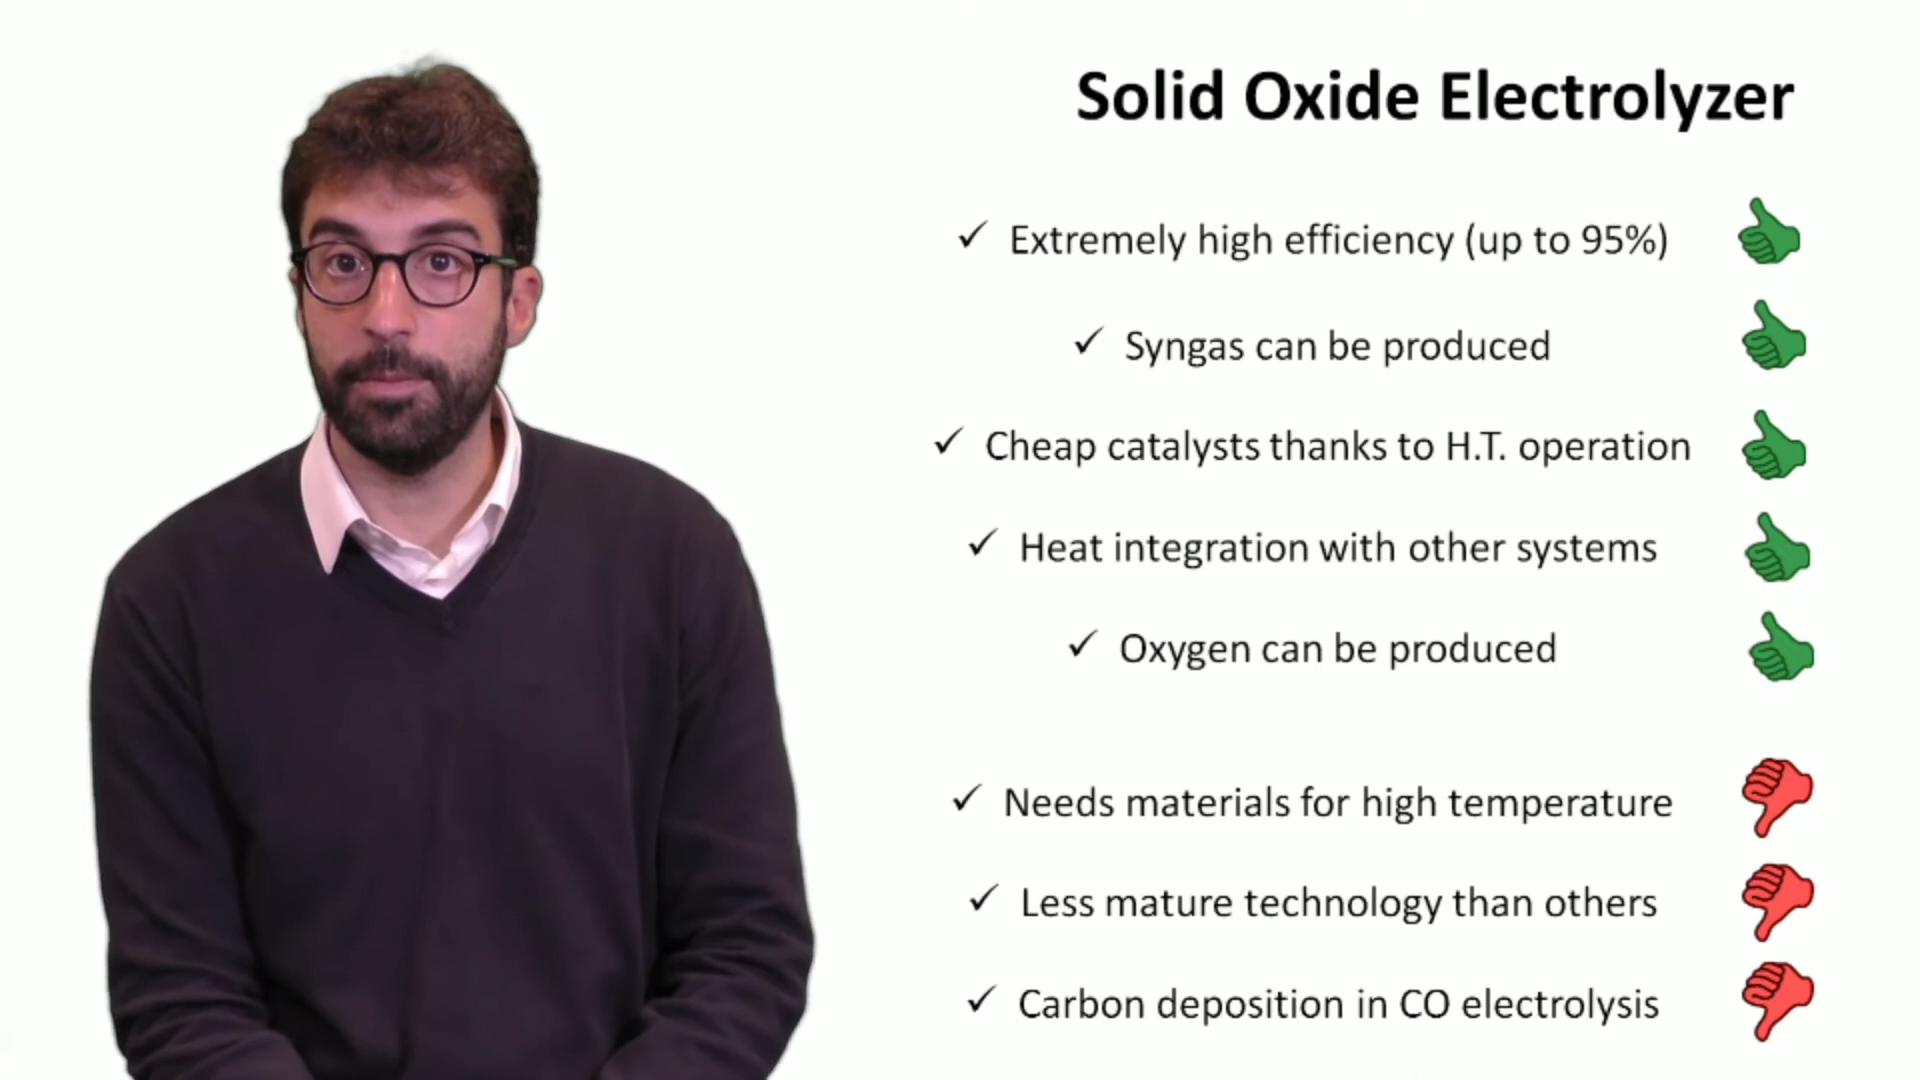 Solid Oxide Electrolyzer
✓ Extremely high efficiency (up to 95%)
✓ Syngas can be produced
✓ Cheap catalysts thanks to H.T. operation
✓ Heat integration with other systems
✓ Oxygen can be produced
✓ Needs materials for high temperature
✓ Less mature technology than others
✓ Carbon deposition in CO electrolysis